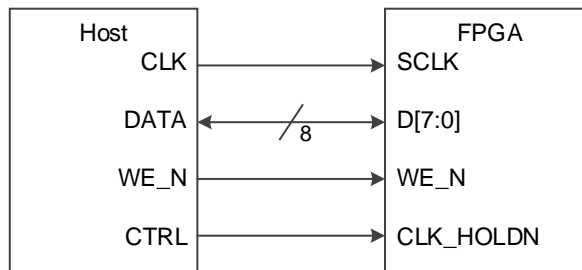 Host FPGA
CLK SCLK
DATA 8 D[7:0]
WE_N WE_N
CTRL CLK_HOLDN